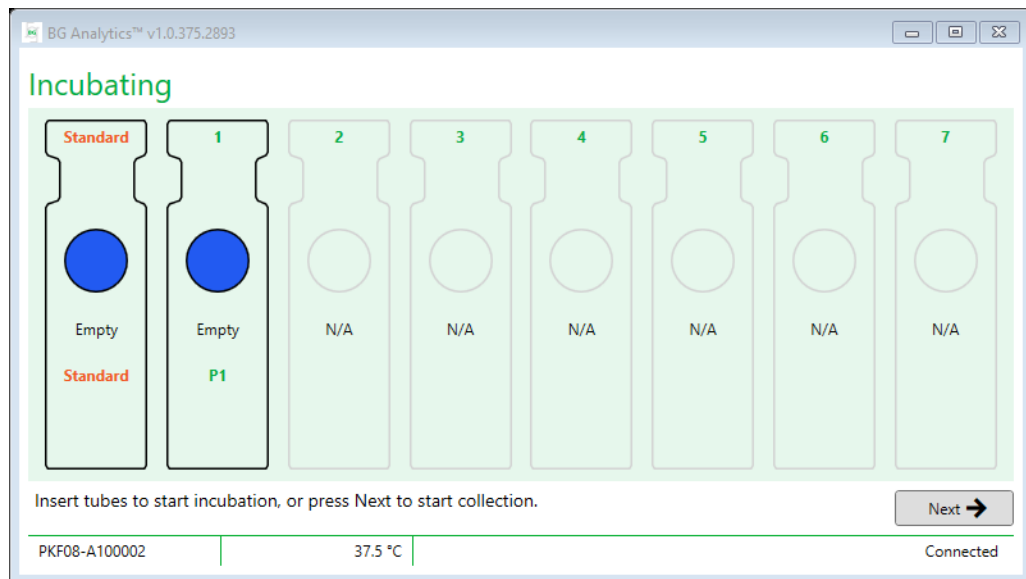 BG Analytics™ v1.0.375.2893
Incubating
Standard 1 2 3 4 5 6 7
Empty Empty N/A N/A N/A N/A N/A N/A
Standard P1
Insert tubes to start incubation, or press Next to start collection.
Next
PKF08-A100002 37.5 °C Connected